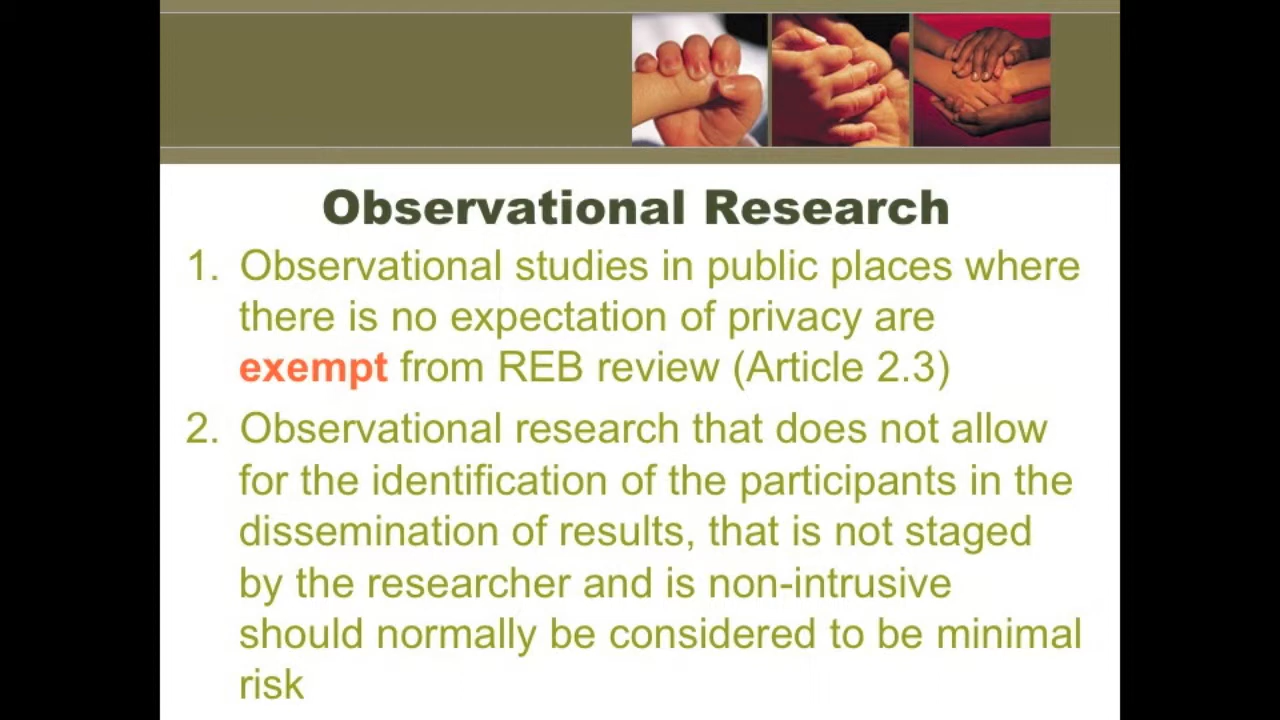 Observational Research
1. Observational studies in public places where
there is no expectation of privacy are
exempt from REB review (Article 2.3)
2. Observational research that does not allow
for the identification of the participants in the
dissemination of results, that is not staged
by the researcher and is non-intrusive
should normally be considered to be minimal
risk